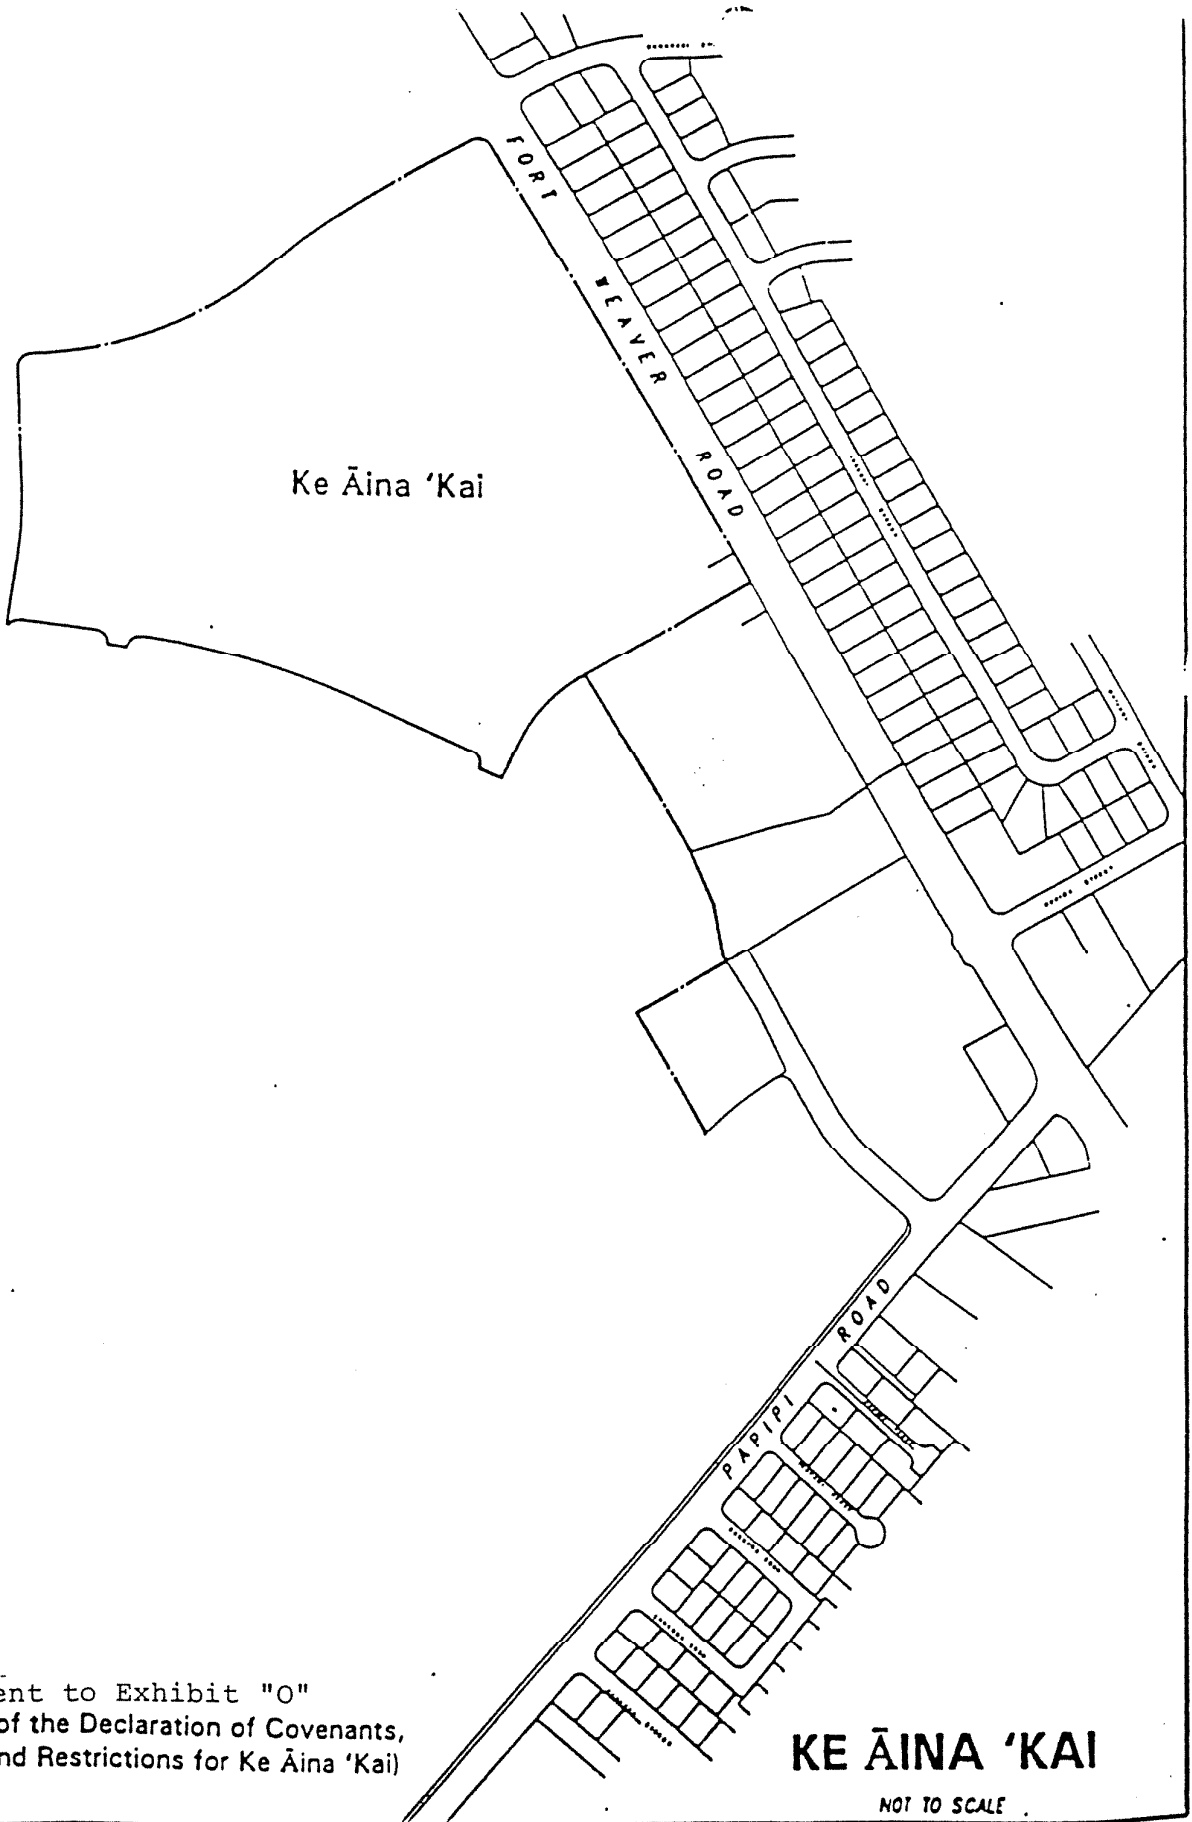 FORT WEAVER ROAD
Ke Āina 'Kai
PAPIPI ROAD
ent to Exhibit "O"
of the Declaration of Covenants,
nd Restrictions for Ke Āina 'Kai)
KE ĀINA 'KAI
NOT TO SCALE